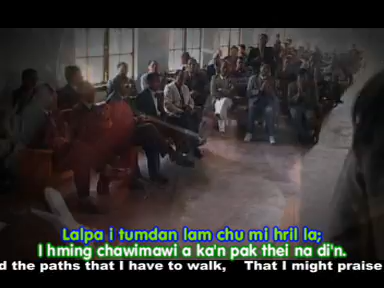 Lalpa i tumdan lam chu mi hril la;
I hming chawimawi a ka'n pak thei na di'n.
d the paths that I have to walk,    That I might praise